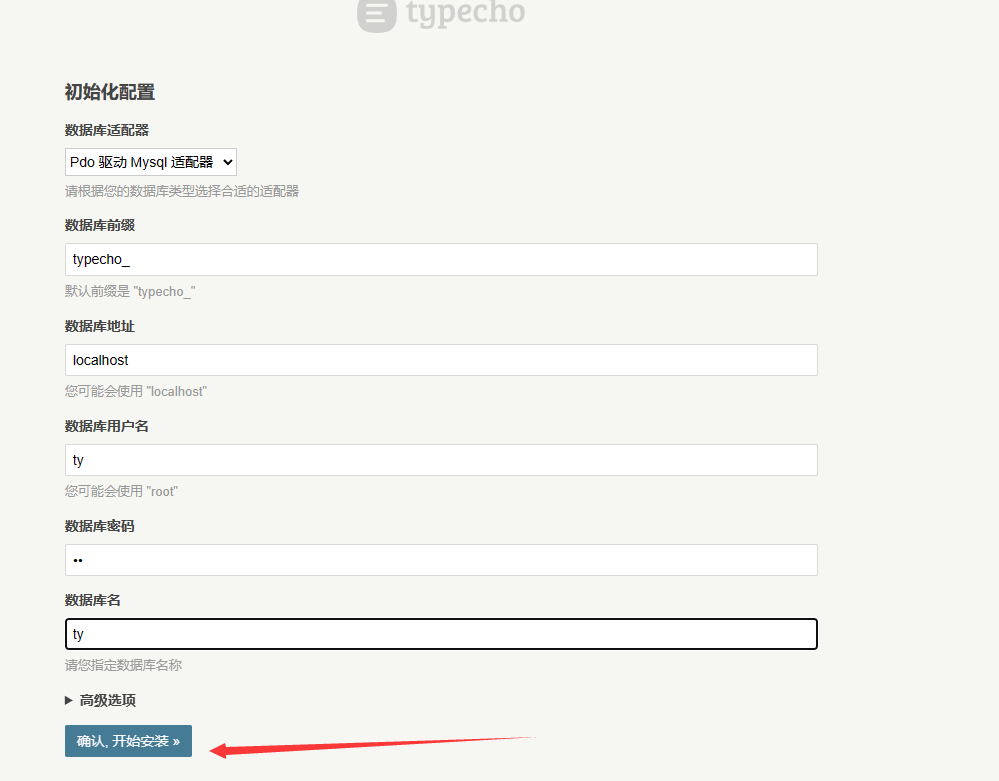 typecho
初始化配置
数据库适配器
Pdo 驱动 Mysql 适配器
请根据您的数据库类型选择合适的适配器
数据库前缀
typecho_
默认前缀是 "typecho_"
数据库地址
localhost
您可能会使用 "localhost"
数据库用户名
ty
您可能会使用 "root"
数据库密码
••
数据库名
ty
请您指定数据库名称
高级选项
确认, 开始安装 »